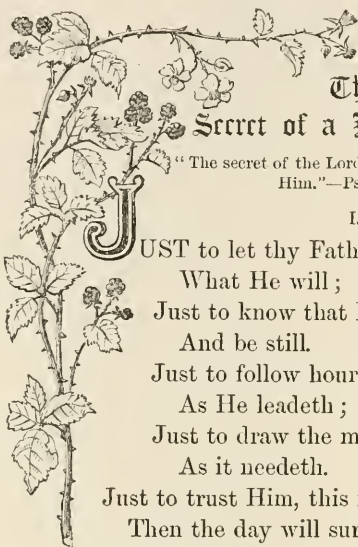 Th
Secret of a
"The secret of the Lord
Him."—Ps
I.
JUST to let thy Fath
What He will;
Just to know that
And be still.
Just to follow hour
As He leadeth;
Just to draw the m
As it needeth.
Just to trust Him, this
Then the day will sur